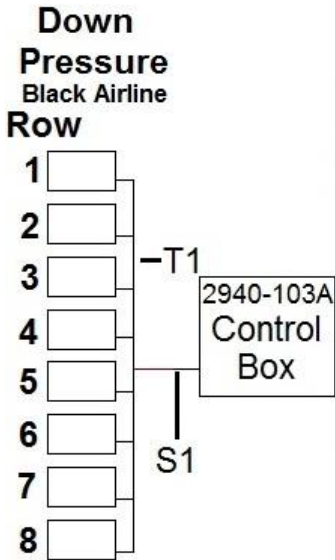 Down
Pressure
Black Airline
Row
1
2
T1
3
2940-103A
4
Control
Box
5
S1
6
7
8